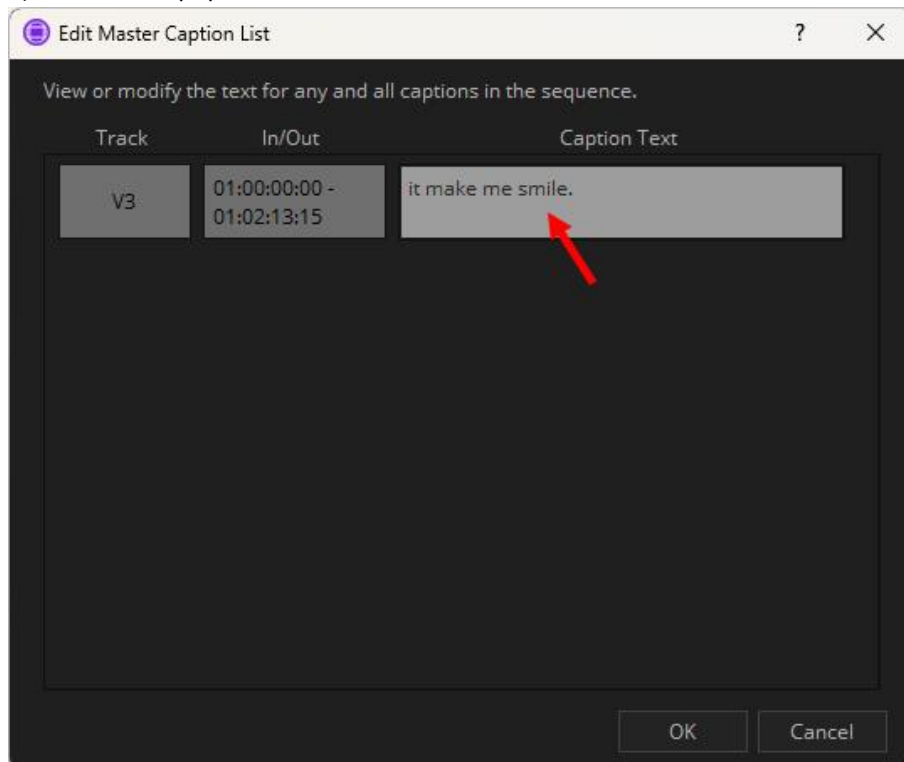 Edit Master Caption List ? ×
View or modify the text for any and all captions in the sequence.
Track In/Out Caption Text
V3 01:00:00:00 - it make me smile.
01:02:13:15
OK Cancel